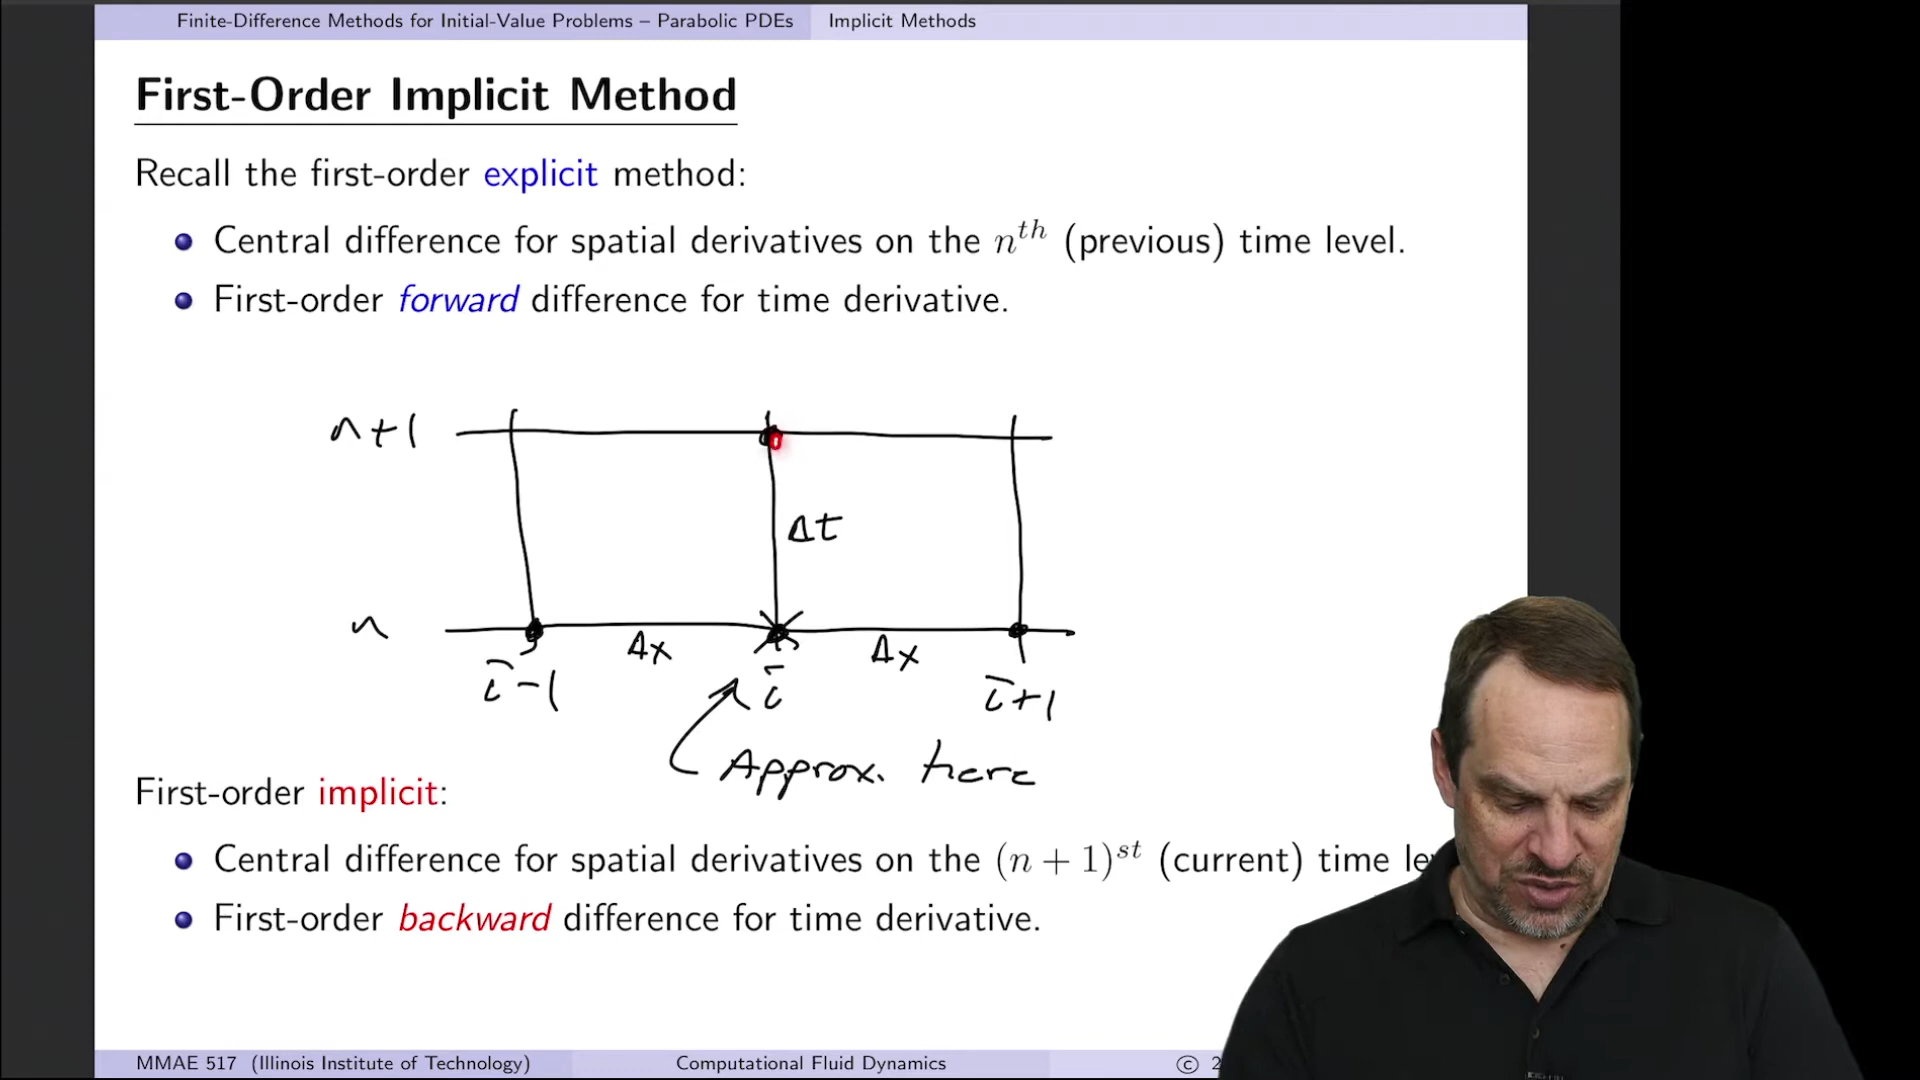 Finite-Difference Methods for Initial-Value Problems – Parabolic PDEs Implicit Methods
First-Order Implicit Method
Recall the first-order explicit method:
Central difference for spatial derivatives on the nᵗʰ (previous) time level.
First-order forward difference for time derivative.
n+1
Δt
n
Δx Δx
i-1 i i+1
Approx. here
First-order implicit:
Central difference for spatial derivatives on the (n + 1)ˢᵗ (current) time
First-order backward difference for time derivative.
MMAE 517 (Illinois Institute of Technology) Computational Fluid Dynamics © 2